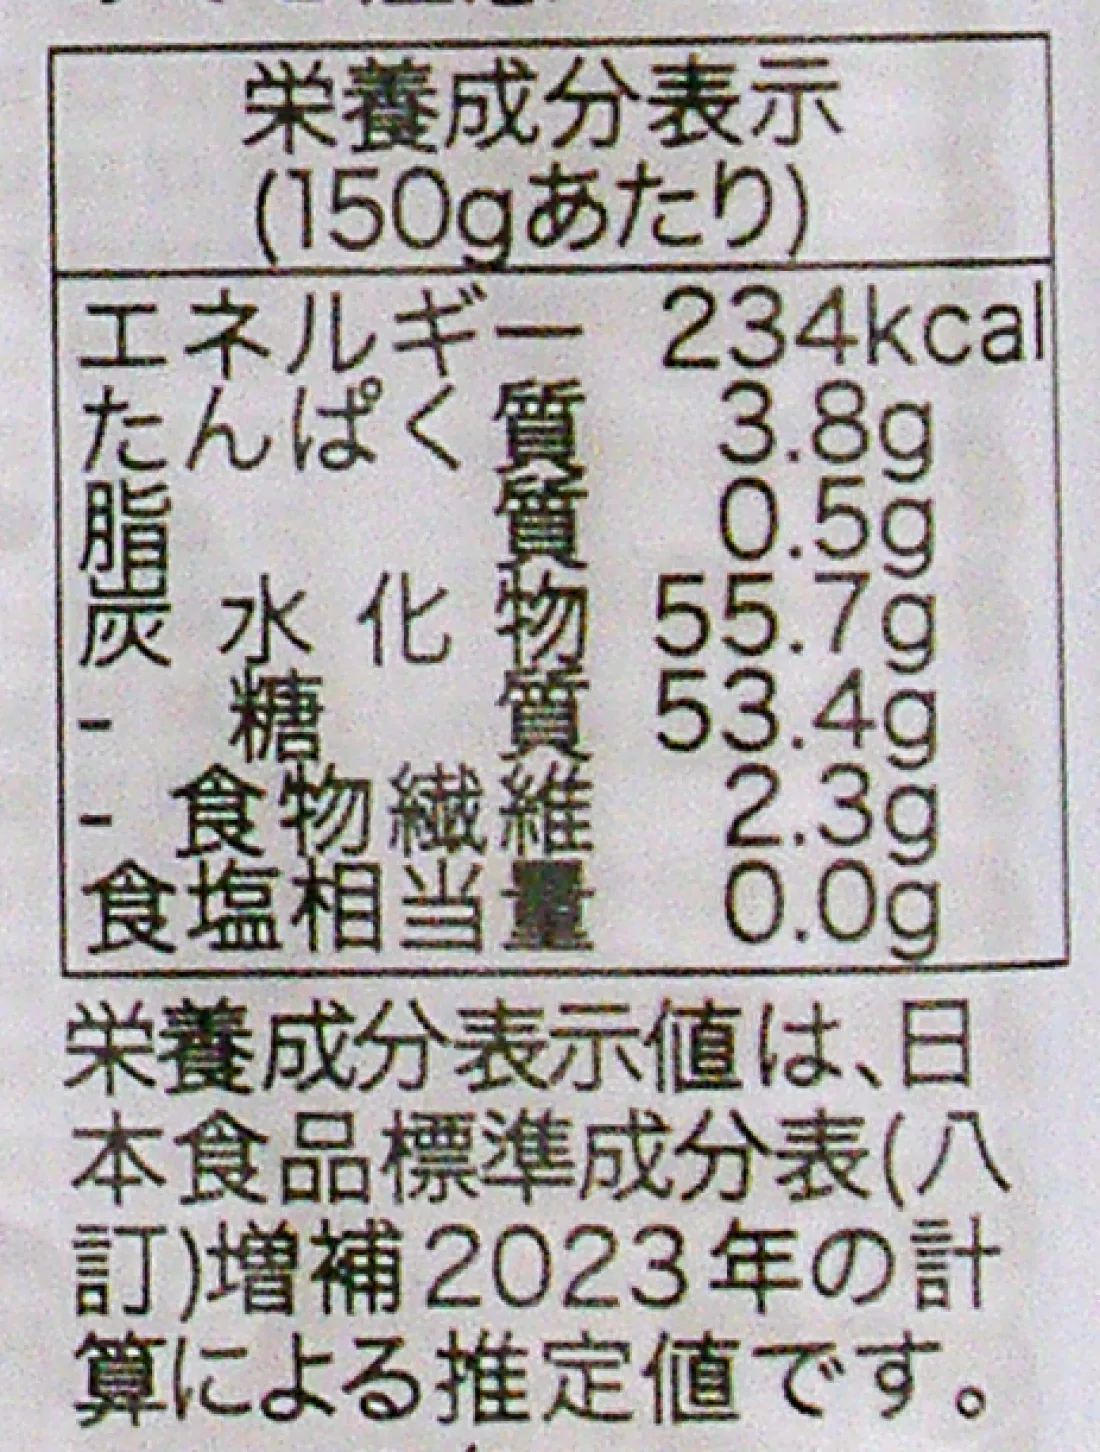 栄養成分表示
(150gあたり)
エネルギー 234kcal
たんぱく質 3.8g
脂質 0.5g
炭水化物 55.7g
- 糖質 53.4g
- 食物繊維 2.3g
食塩相当量 0.0g
栄養成分表示値は、日
本食品標準成分表(八
訂)増補2023年の計
算による推定値です。